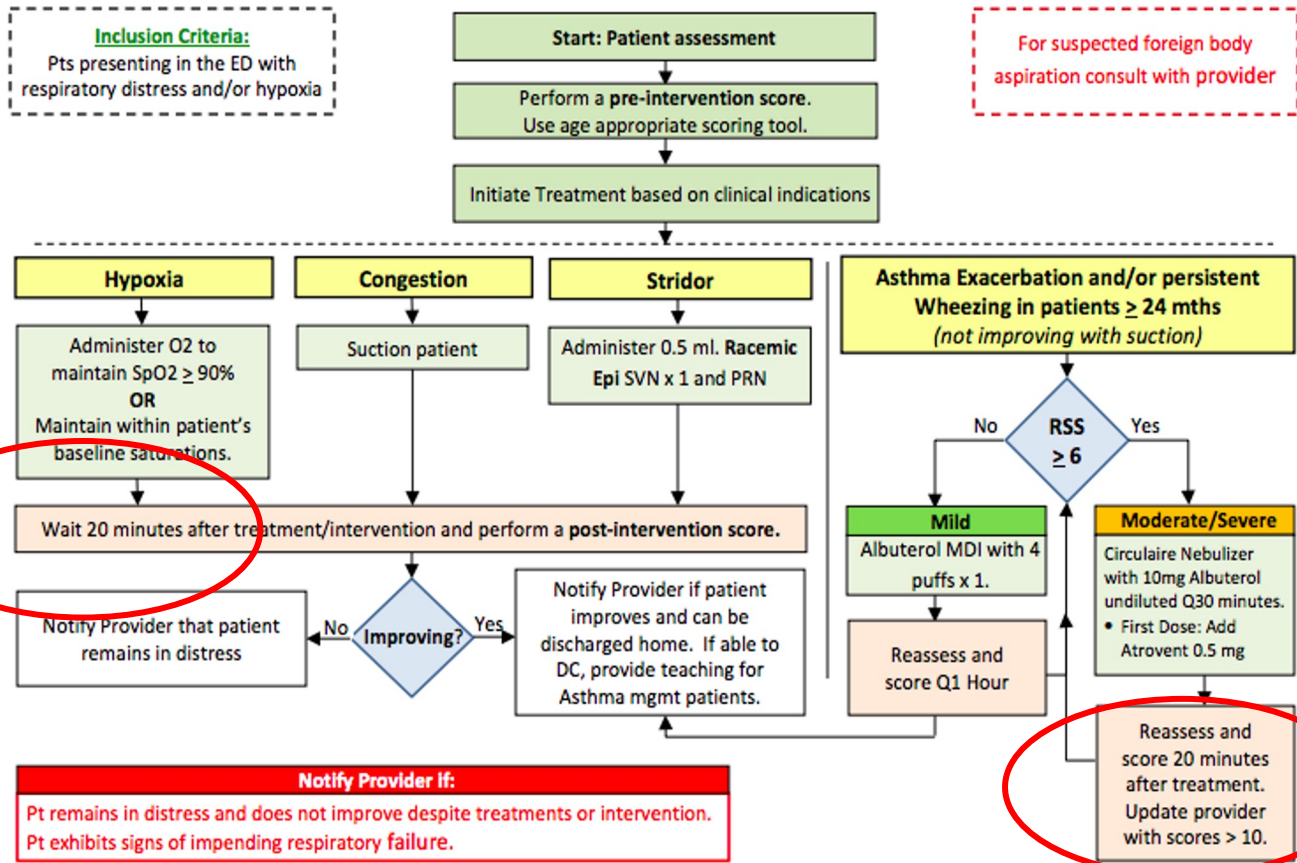 Inclusion Criteria:
Pts presenting in the ED with
respiratory distress and/or hypoxia
Start: Patient assessment
For suspected foreign body
aspiration consult with provider
Perform a pre-intervention score.
Use age appropriate scoring tool.
Initiate Treatment based on clinical indications
Hypoxia
Administer O2 to
maintain SpO2 ≥ 90%
OR
Maintain within patient's
baseline saturations.
Congestion
Suction patient
Stridor
Administer 0.5 ml. Racemic
Epi SVN x 1 and PRN
Wait 20 minutes after treatment/intervention and perform a post-intervention score.
Improving?
No
Yes
Notify Provider that patient
remains in distress
Notify Provider if patient
improves and can be
discharged home. If able to
DC, provide teaching for
Asthma mgmt patients.
Asthma Exacerbation and/or persistent
Wheezing in patients ≥ 24 mths
(not improving with suction)
RSS
≥ 6
No
Yes
Mild
Albuterol MDI with 4
puffs x 1.
Reassess and
score Q1 Hour
Moderate/Severe
Circulaire Nebulizer
with 10mg Albuterol
undiluted Q30 minutes.
• First Dose: Add
Atrovent 0.5 mg
Reassess and
score 20 minutes
after treatment.
Update provider
with scores > 10.
Notify Provider if:
Pt remains in distress and does not improve despite treatments or intervention.
Pt exhibits signs of impending respiratory failure.